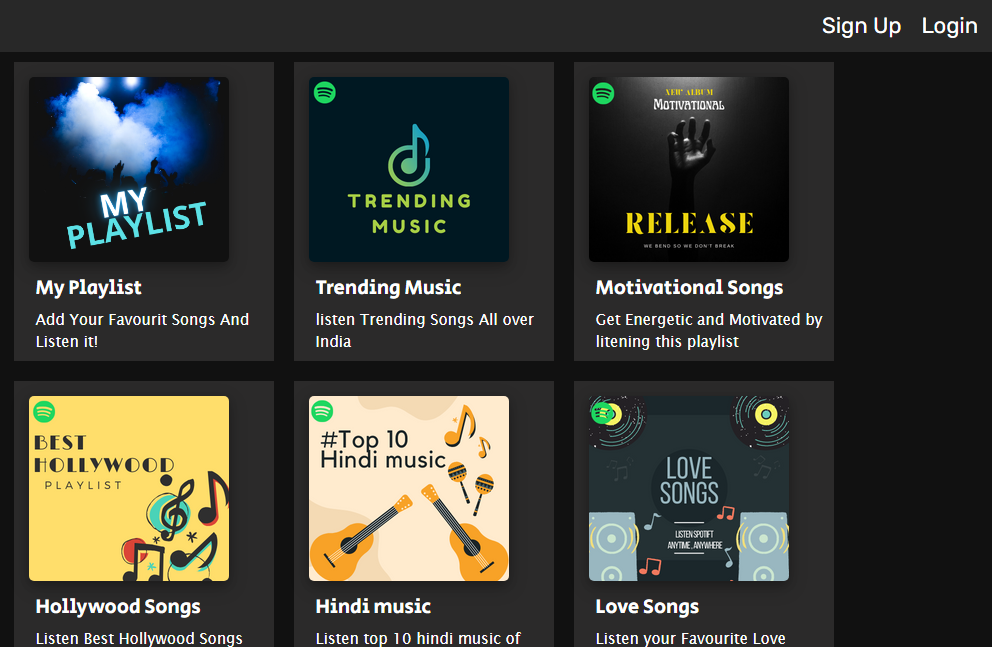 Sign Up Login
MY
PLAYLIST
My Playlist
Add Your Favourit Songs And
Listen it!
TRENDING
MUSIC
Trending Music
listen Trending Songs All over
India
ALBUM
MOTIVATIONAL
RELEASE
WE BEND SO WE DON'T BREAK
Motivational Songs
Get Energetic and Motivated by
litening this playlist
BEST
HOLLYWOOD
PLAYLIST
Hollywood Songs
Listen Best Hollywood Songs
#Top 10
Hindi music
Hindi music
Listen top 10 hindi music of
LOVE
SONGS
LISTEN SPOTIFT
ANYTIME, ANYWHERE
Love Songs
Listen your Favourite Love